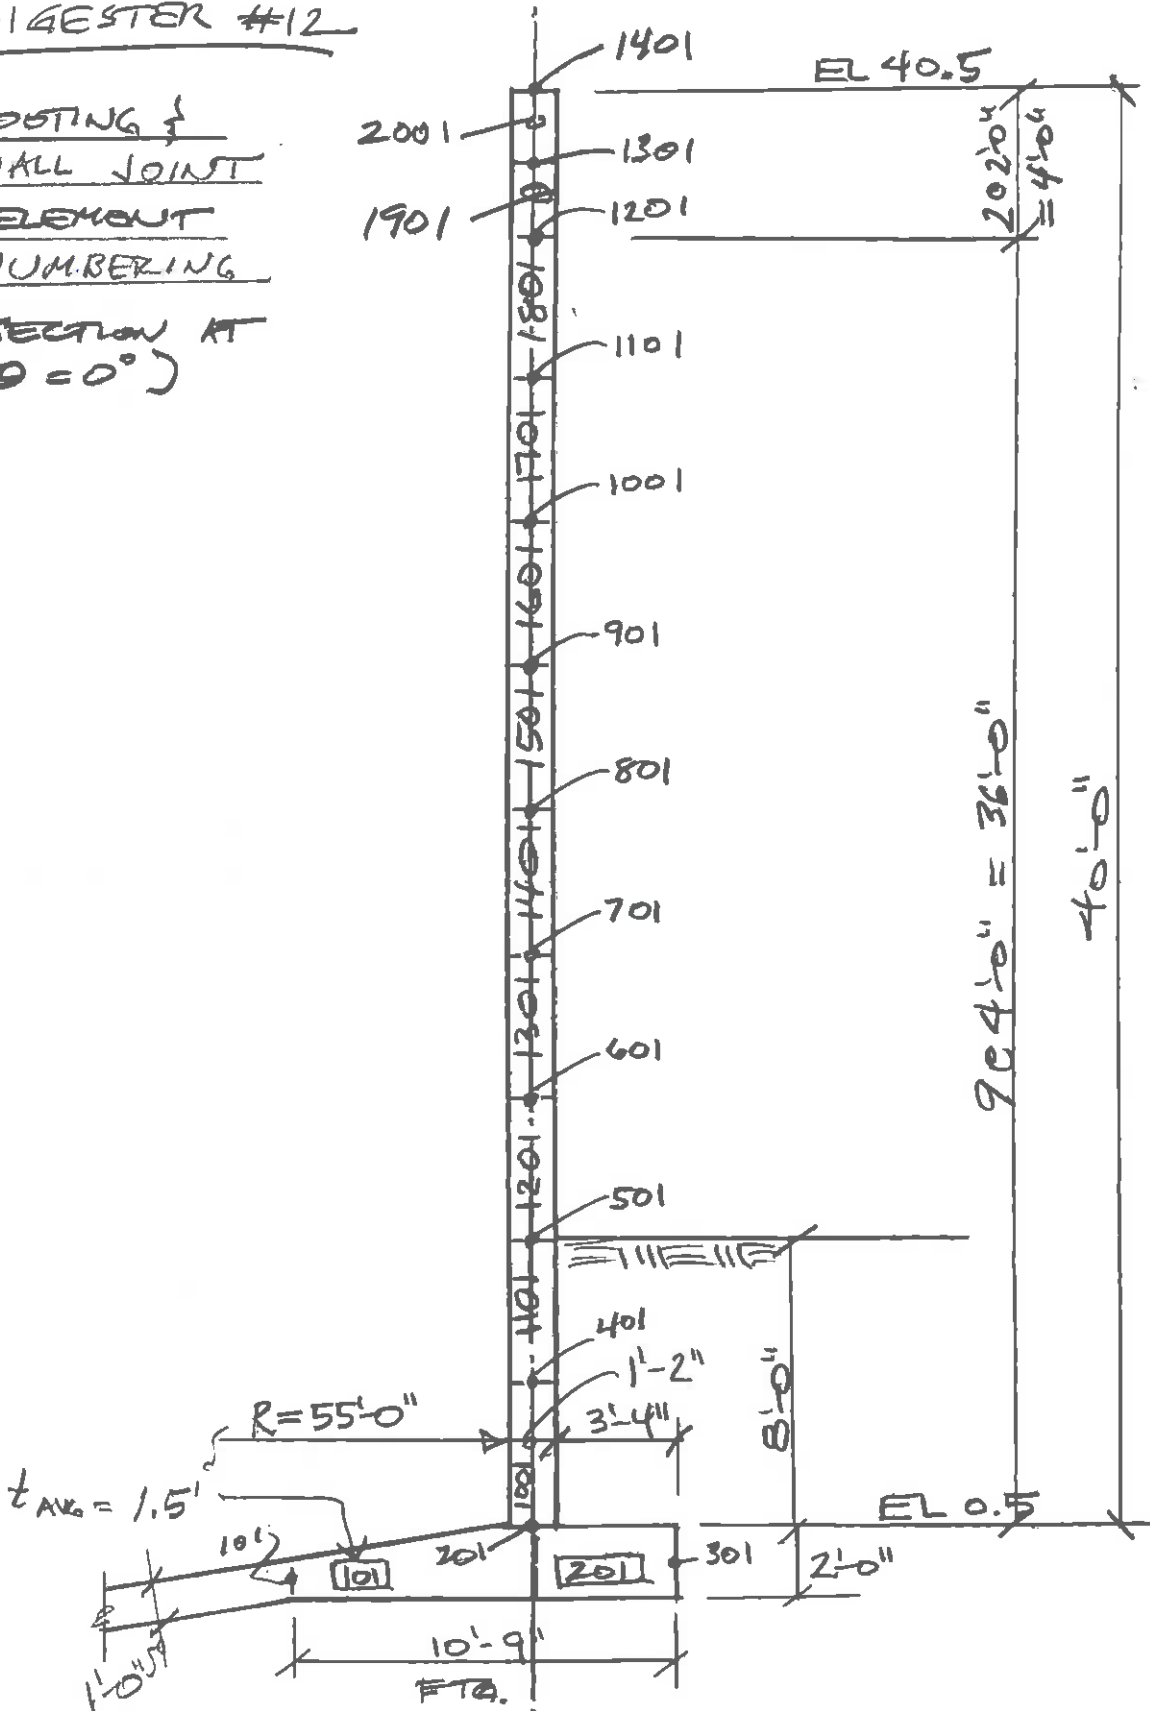 IGESTER #12
OOTING &
ALL JOINT
ELEMENT
NUMBERING
SECTION AT
θ = 0°)
1401
EL 40.5
2001
1301
1901
1201
2@2'-0"
= 4'-0"
1801
1101
1701
1001
1601
901
1501
801
1401
701
1301
601
1201
501
1101
401
9@4'-0" = 36'-0"
40'-0"
1'-2"
R = 55'-0"
3'-4"
8'-0"
1001
t AVG = 1.5'
EL 0.5
101
101
201
201
301
2'-0"
1'-0"
10'-9"
FTG.